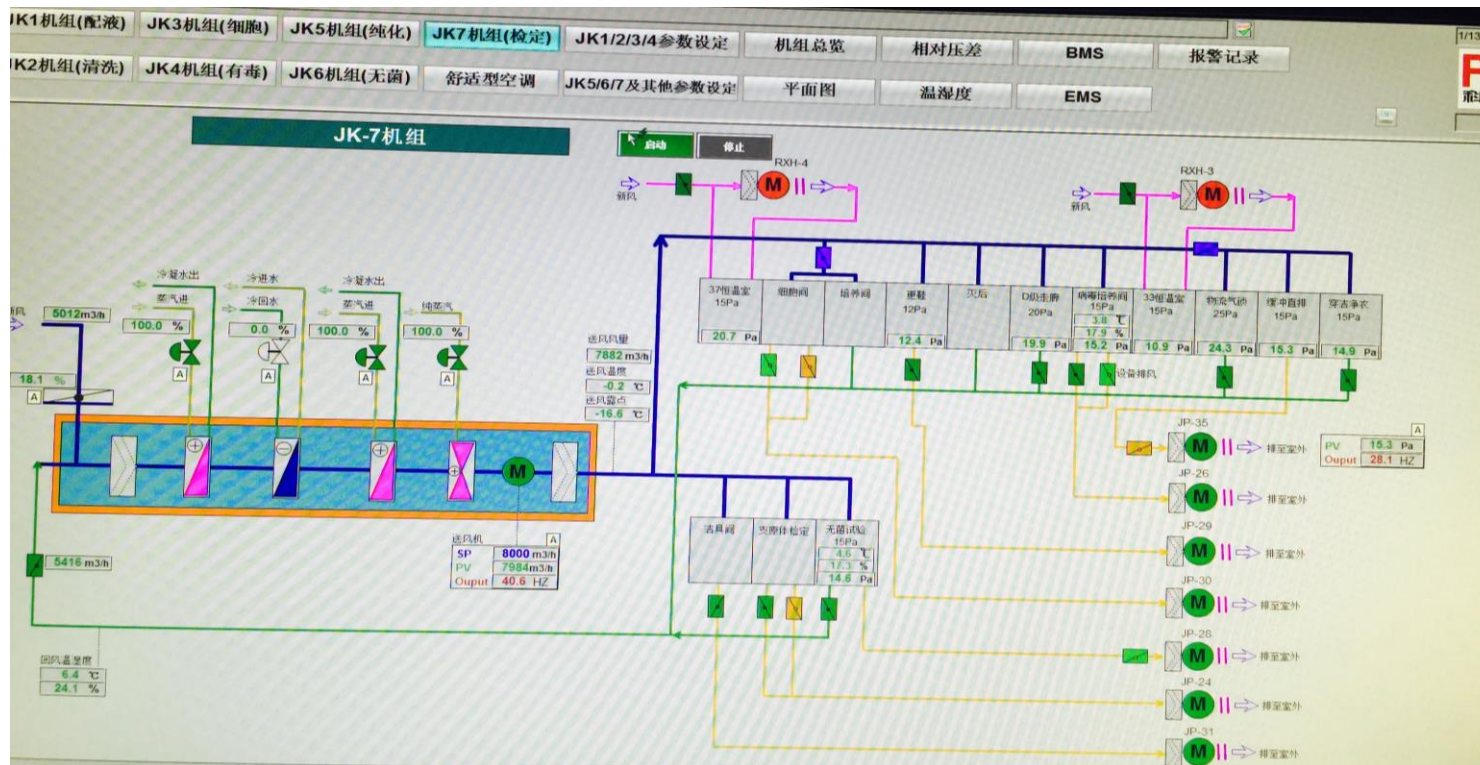 JK1机组(配液) JK3机组(细胞) JK5机组(纯化) JK7机组(检定) JK1/2/3/4参数设定 机组总览 相对压差 BMS 报警记录
JK2机组(清洗) JK4机组(有毒) JK6机组(无菌) 舒适型空调 JK5/6/7及其他参数设定 平面图 温湿度 EMS
1/13
JK-7机组
启动 停止
RXH-4
M
新风
RXH-3
M
新风
冷凝水出
蒸汽进
100.0 %
A
冷进水
冷回水
0.0 %
A
冷凝水出
蒸汽进
100.0 %
A
纯蒸汽
100.0 %
A
5012m3/h
18.1 %
A
送风风量
7882 m3/h
送风温度
-0.2 ℃
送风露点
-16.6 ℃
37恒温室
15Pa
20.7 Pa
细胞间
培养间
更鞋
12Pa
12.4 Pa
灭后
D级走廊
20Pa
19.9 Pa
病毒培养间
15Pa
3.8 ℃
17.9 %
15.2 Pa
33恒温室
15Pa
10.9 Pa
物流气锁
25Pa
24.3 Pa
缓冲直排
15Pa
15.3 Pa
穿洁净衣
15Pa
14.9 Pa
设备排风
M
送风机
A
SP 8000 m3/h
PV 7984m3/h
Ouput 40.6 HZ
5416 m3/h
回风温湿度
6.4 ℃
24.1 %
洁具间
支原体检定
无菌试验
15Pa
4.6 ℃
17.3 %
14.6 Pa
JP-35
M
排至室外
A
PV 15.3 Pa
Ouput 28.1 HZ
JP-26
M
排至室外
JP-29
M
排至室外
JP-30
M
排至室外
JP-28
M
排至室外
JP-24
M
排至室外
JP-31
M
排至室外